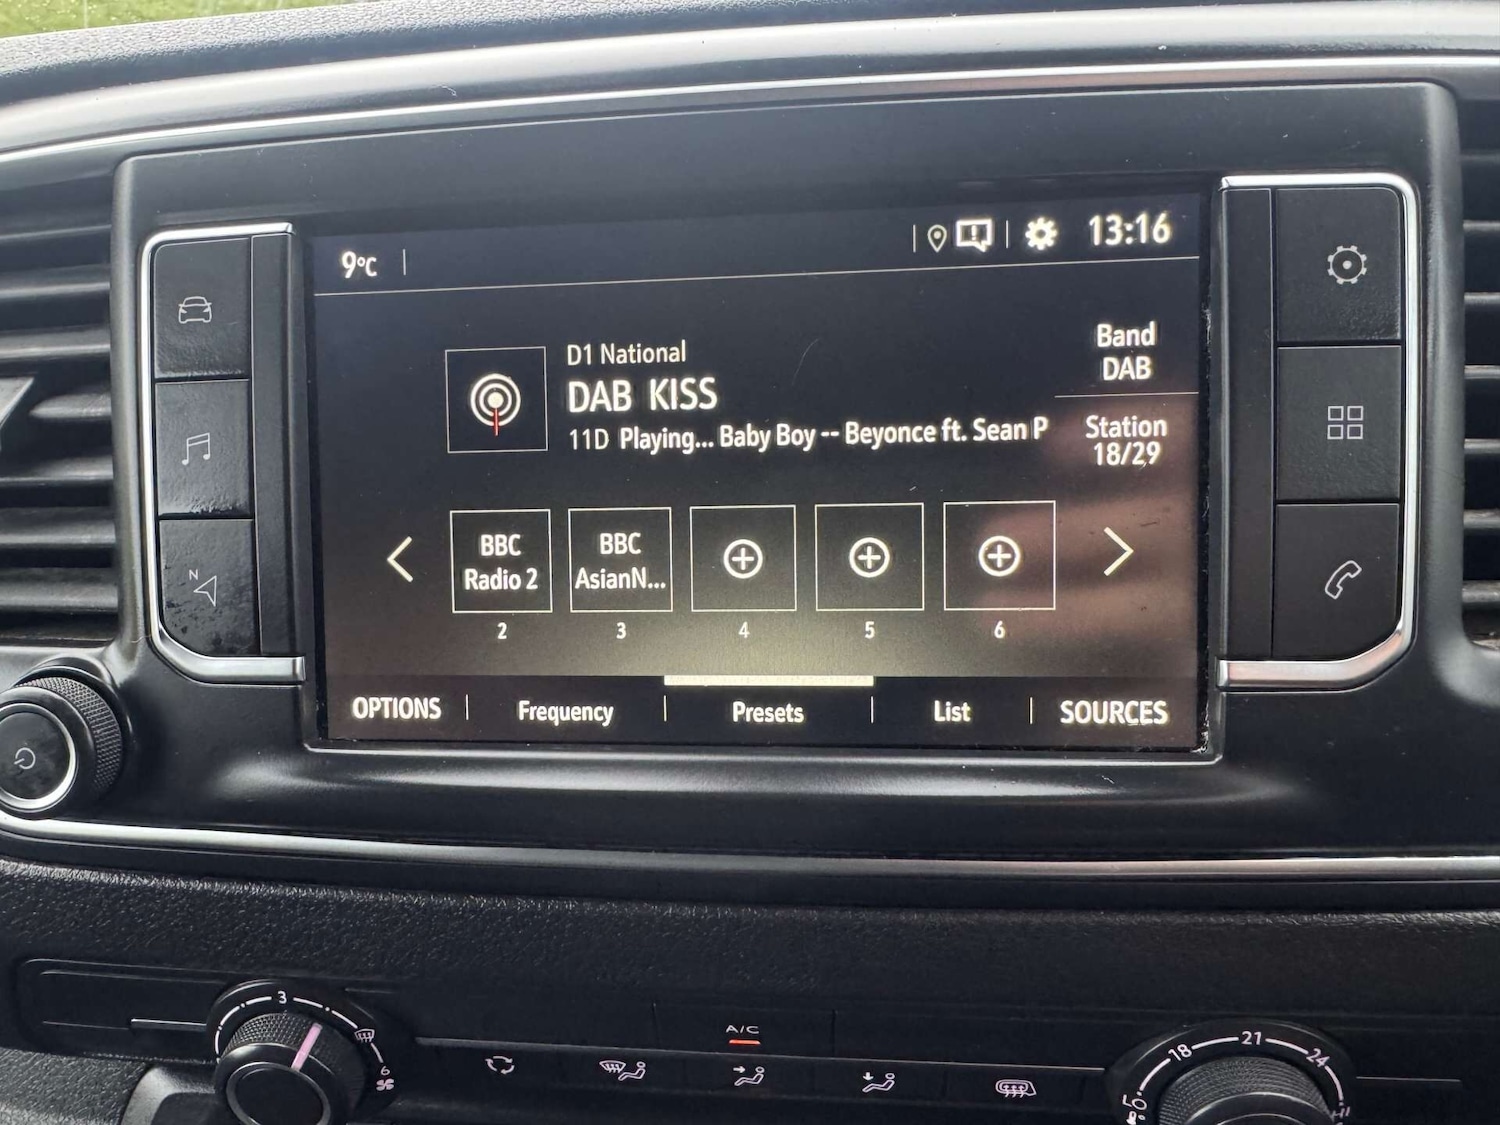 9°C
13:16
D1 National
DAB KISS
11D Playing... Baby Boy -- Beyonce ft. Sean P
Band
DAB
Station
18/29
BBC
Radio 2
BBC
AsianN...
2
3
4
5
6
OPTIONS
Frequency
Presets
List
SOURCES
N
3
6
A/C
18
21
24